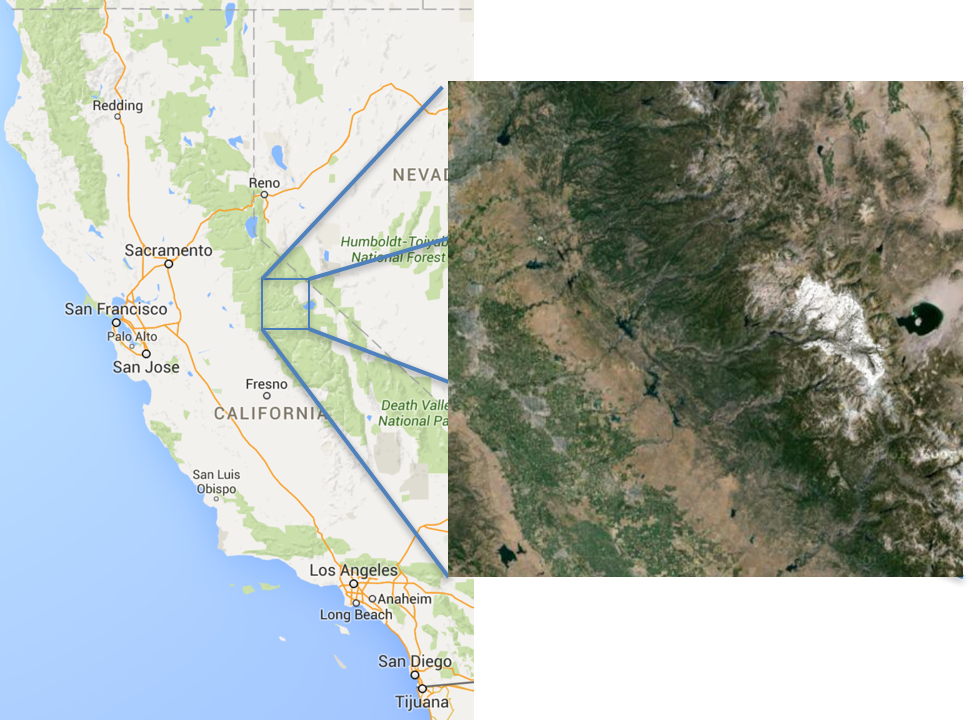 Redding
Reno
NEVAD
Sacramento
Humboldt-Toiyab
National Forest
San Francisco
Palo Alto
San Jose
Fresno
CALIFORNIA
Death Valle
National Pa
San Luis
Obispo
Los Angeles
Anaheim
Long Beach
San Diego
Tijuana